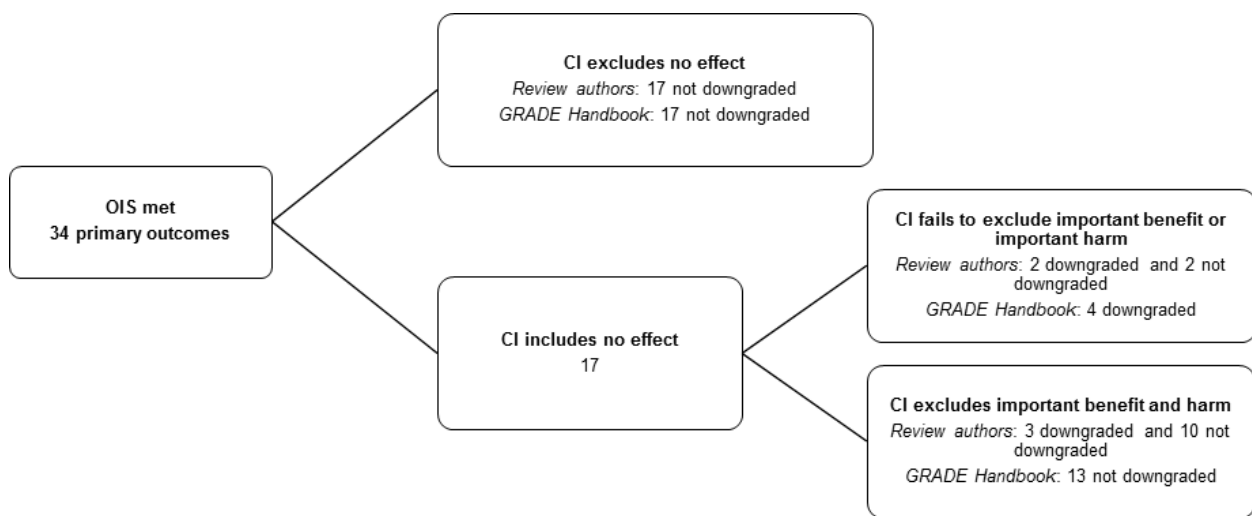 OIS met
34 primary outcomes
CI excludes no effect
Review authors: 17 not downgraded
GRADE Handbook: 17 not downgraded
CI includes no effect
17
CI fails to exclude important benefit or
important harm
Review authors: 2 downgraded and 2 not
downgraded
GRADE Handbook: 4 downgraded
CI excludes important benefit and harm
Review authors: 3 downgraded and 10 not
downgraded
GRADE Handbook: 13 not downgraded